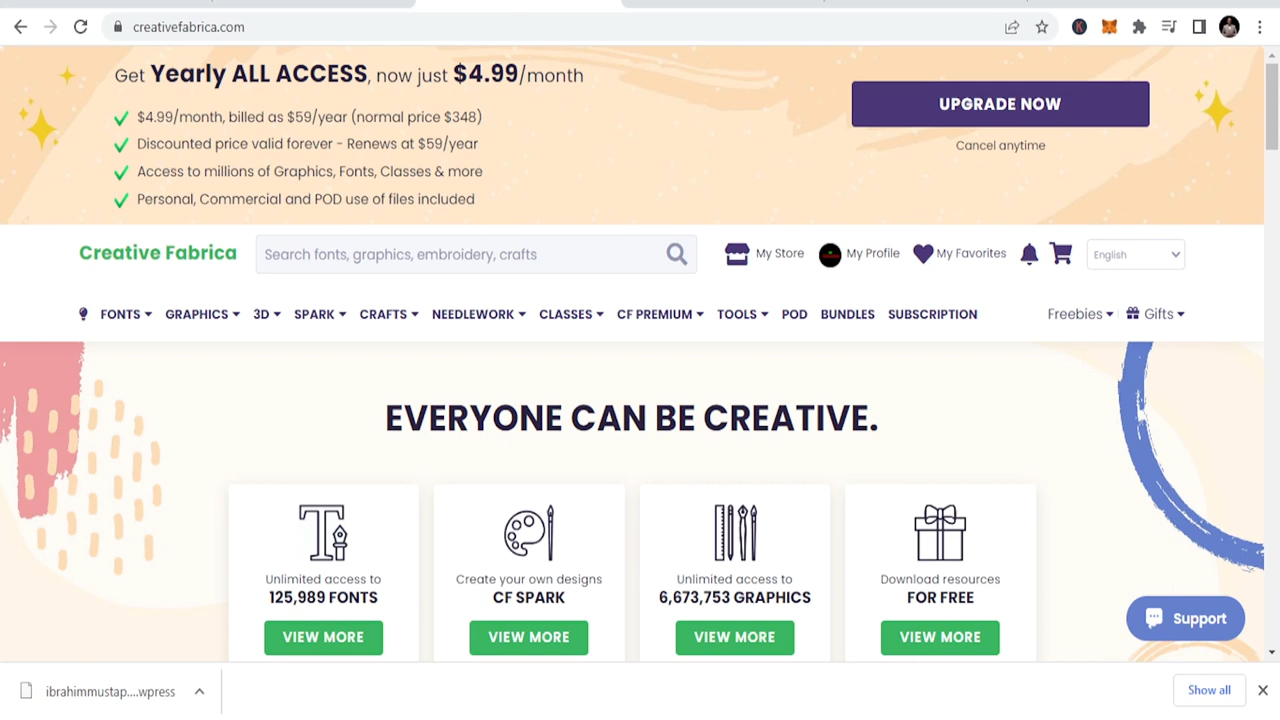 creativefabrica.com
K
Get Yearly ALL ACCESS, now just $4.99/month
$4.99/month, billed as $59/year (normal price $348)
Discounted price valid forever - Renews at $59/year
Access to millions of Graphics, Fonts, Classes & more
Personal, Commercial and POD use of files included
UPGRADE NOW
Cancel anytime
Creative Fabrica
Search fonts, graphics, embroidery, crafts
My Store
My Profile
My Favorites
English
FONTS GRAPHICS 3D SPARK CRAFTS NEEDLEWORK CLASSES CF PREMIUM TOOLS POD BUNDLES SUBSCRIPTION
Freebies Gifts
EVERYONE CAN BE CREATIVE.
Unlimited access to
125,989 FONTS
VIEW MORE
Create your own designs
CF SPARK
VIEW MORE
Unlimited access to
6,673,753 GRAPHICS
VIEW MORE
Download resources
FOR FREE
VIEW MORE
Support
ibrahimmustap....wpress
Show all